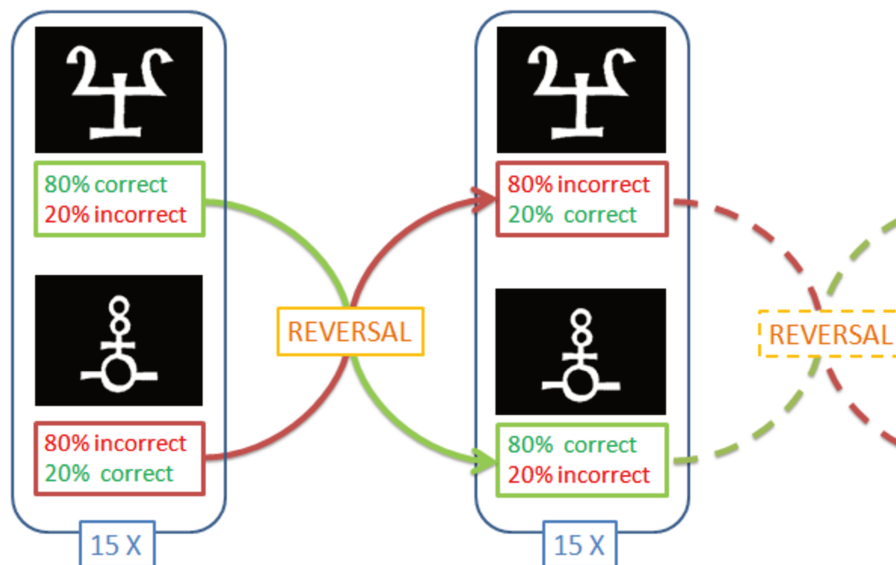 80% correct
20% incorrect
80% incorrect
20% correct
15 X
REVERSAL
80% incorrect
20% correct
80% correct
20% incorrect
15 X
REVERSAL